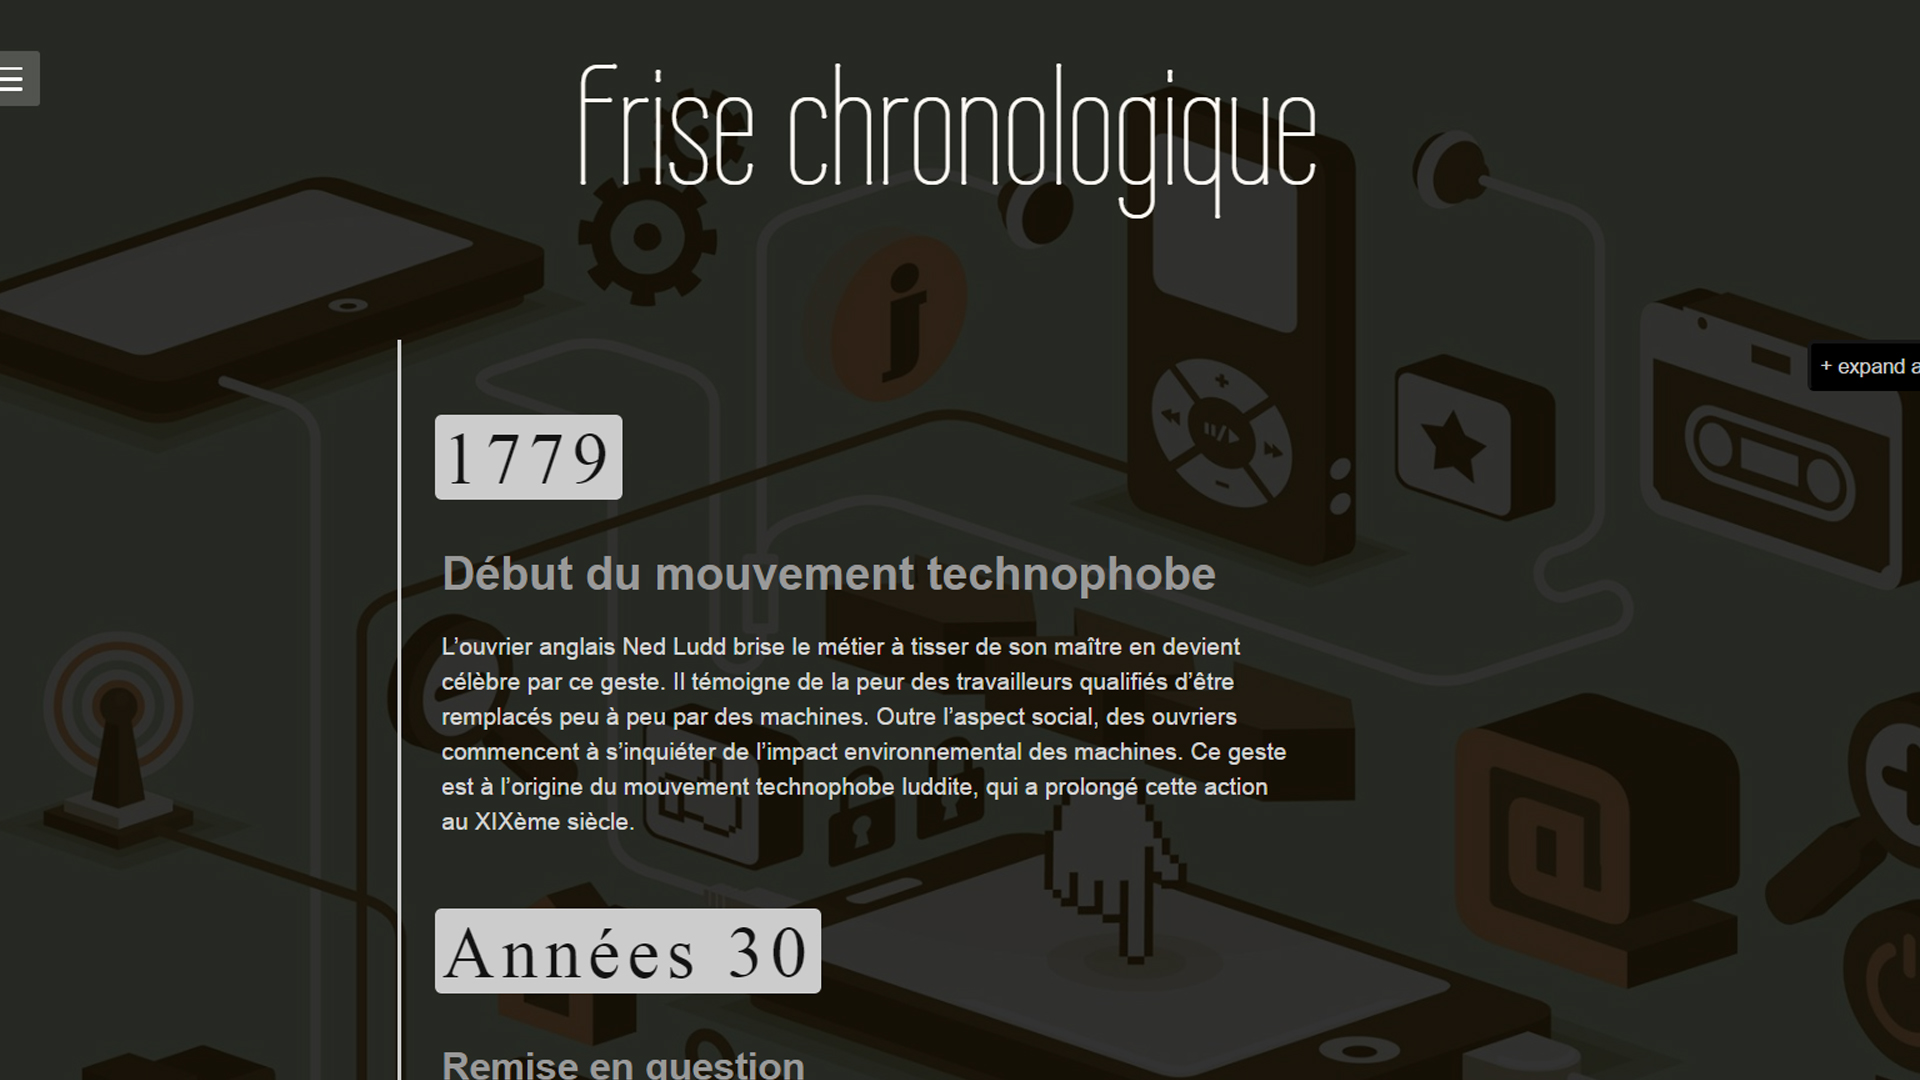 Frise chronologique
+ expand a
1779
Début du mouvement technophobe
L’ouvrier anglais Ned Ludd brise le métier à tisser de son maître en devient
célèbre par ce geste. Il témoigne de la peur des travailleurs qualifiés d’être
remplacés peu à peu par des machines. Outre l’aspect social, des ouvriers
commencent à s’inquiéter de l’impact environnemental des machines. Ce geste
est à l’origine du mouvement technophobe luddite, qui a prolongé cette action
au XIXème siècle.
Années 30
Remise en question